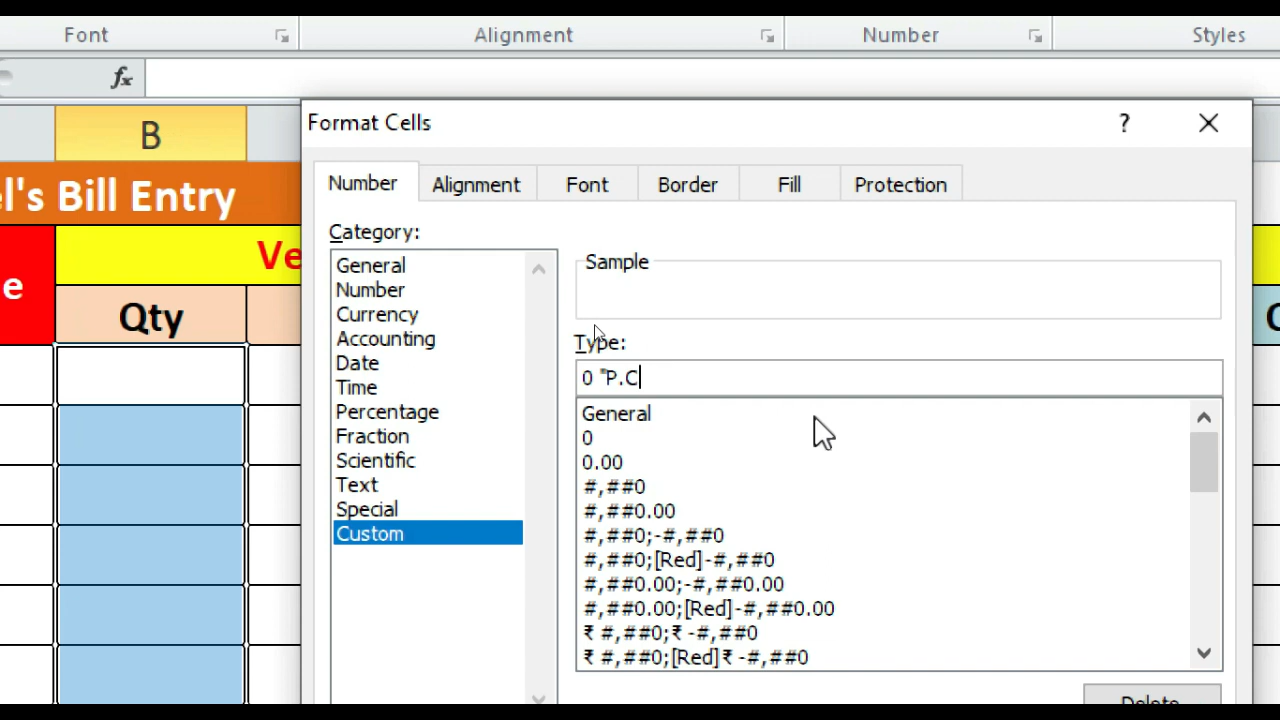 Font
Alignment
Number
Styles
fx
B
Format Cells
?
Number
Alignment
Font
Border
Fill
Protection
el's Bill Entry
Category:
Sample
Ve
e
Qty
General
Number
Currency
Accounting
Date
Time
Percentage
Fraction
Scientific
Text
Special
Custom
Type:
0 "P.C
General
0
0.00
#,##0
#,##0.00
#,##0;-#,##0
#,##0;[Red]-#,##0
#,##0.00;-#,##0.00
#,##0.00;[Red]-#,##0.00
₹ #,##0;₹ -#,##0
₹ #,##0;[Red]₹ -#,##0
Delete